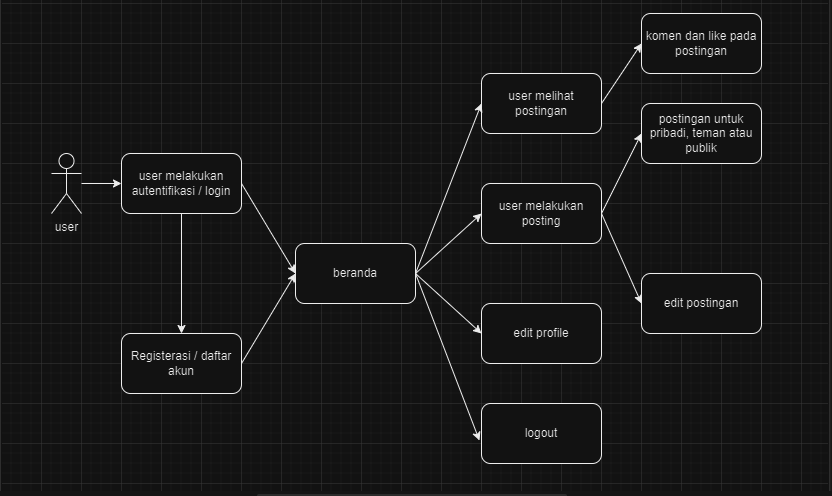 user
user melakukan
autentifikasi / login
Registerasi / daftar
akun
beranda
user melihat
postingan
komen dan like pada
postingan
user melakukan
posting
postingan untuk
pribadi, teman atau
publik
edit postingan
edit profile
logout